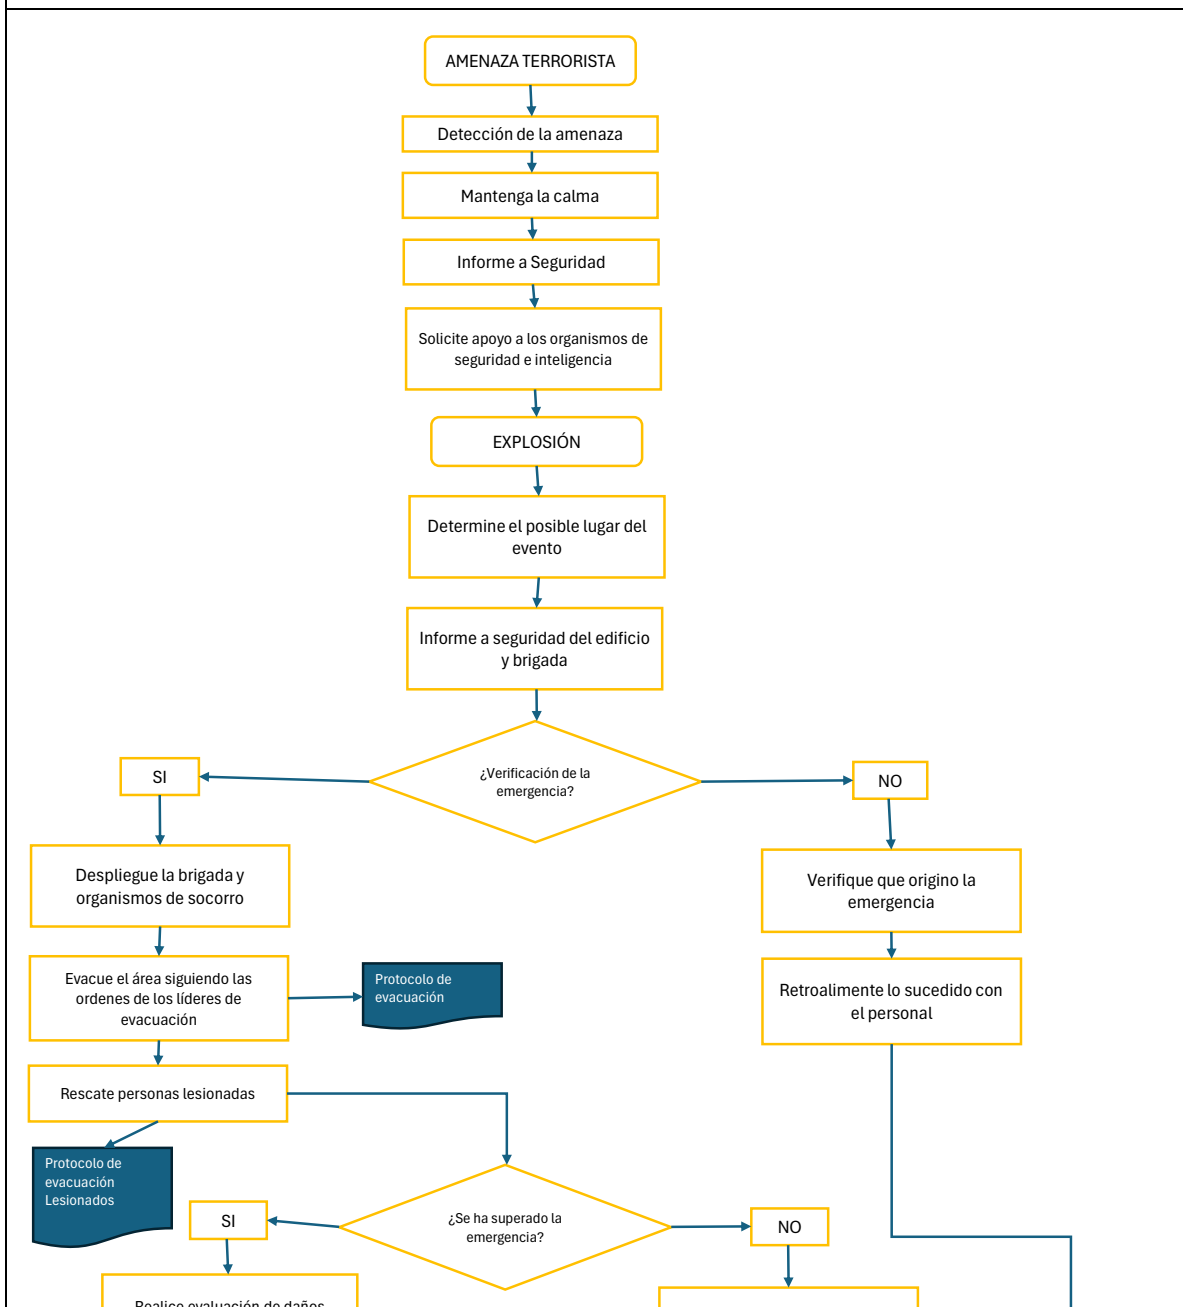 AMENAZA TERRORISTA
Detección de la amenaza
Mantenga la calma
Informe a Seguridad
Solicite apoyo a los organismos de
seguridad e inteligencia
EXPLOSIÓN
Determine el posible lugar del
evento
Informe a seguridad del edificio
y brigada
¿Verificación de la
emergencia?
SI
NO
Despliegue la brigada y
organismos de socorro
Verifique que origino la
emergencia
Evacue el área siguiendo las
ordenes de los líderes de
evacuación
Protocolo de
evacuación
Retroalimente lo sucedido con
el personal
Rescate personas lesionadas
Protocolo de
evacuación
Lesionados
¿Se ha superado la
emergencia?
SI
NO
Realice evaluación de daños